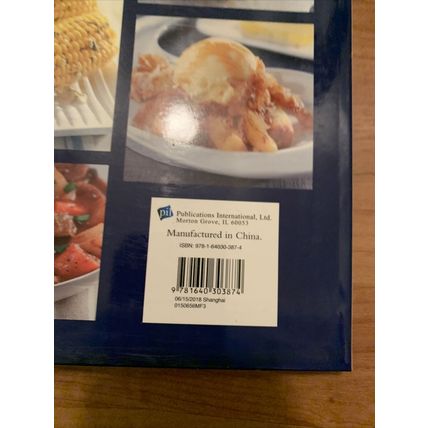 pil Publications International, Ltd.
Morton Grove, IL 60053
Manufactured in China.
ISBN: 978-1-64030-387-4
9 781640 303874
06/15/2018 Shanghai
0150656MF3